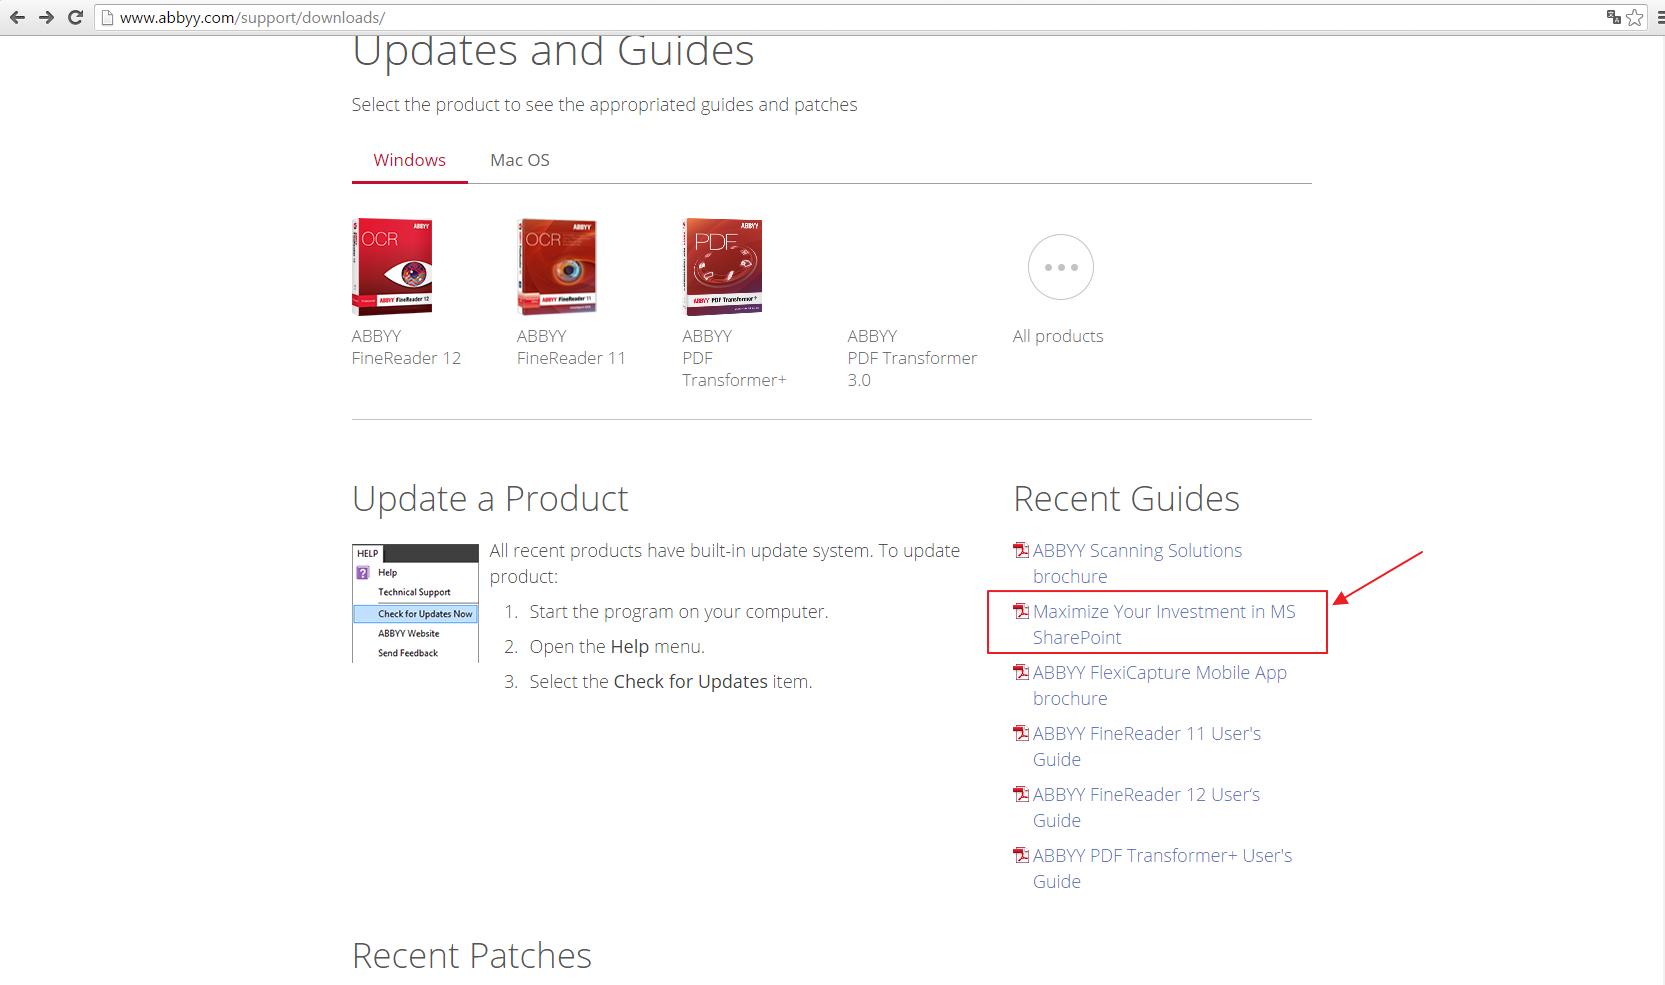 www.abbyy.com/support/downloads/
Updates and Guides
Select the product to see the appropriated guides and patches
Windows
Mac OS
ABBYY
OCR
ABBYY FineReader 12
ABBYY
OCR
ABBYY FineReader 11
ABBYY
PDF
ABBYY PDF Transformer+
ABBYY
FineReader 12
ABBYY
FineReader 11
ABBYY
PDF
Transformer+
ABBYY
PDF Transformer
3.0
All products
Update a Product
HELP
Help
Technical Support
Check for Updates Now
ABBYY Website
Send Feedback
All recent products have built-in update system. To update
product:
1. Start the program on your computer.
2. Open the Help menu.
3. Select the Check for Updates item.
Recent Guides
ABBYY Scanning Solutions
brochure
Maximize Your Investment in MS
SharePoint
ABBYY FlexiCapture Mobile App
brochure
ABBYY FineReader 11 User's
Guide
ABBYY FineReader 12 User‘s
Guide
ABBYY PDF Transformer+ User's
Guide
Recent Patches